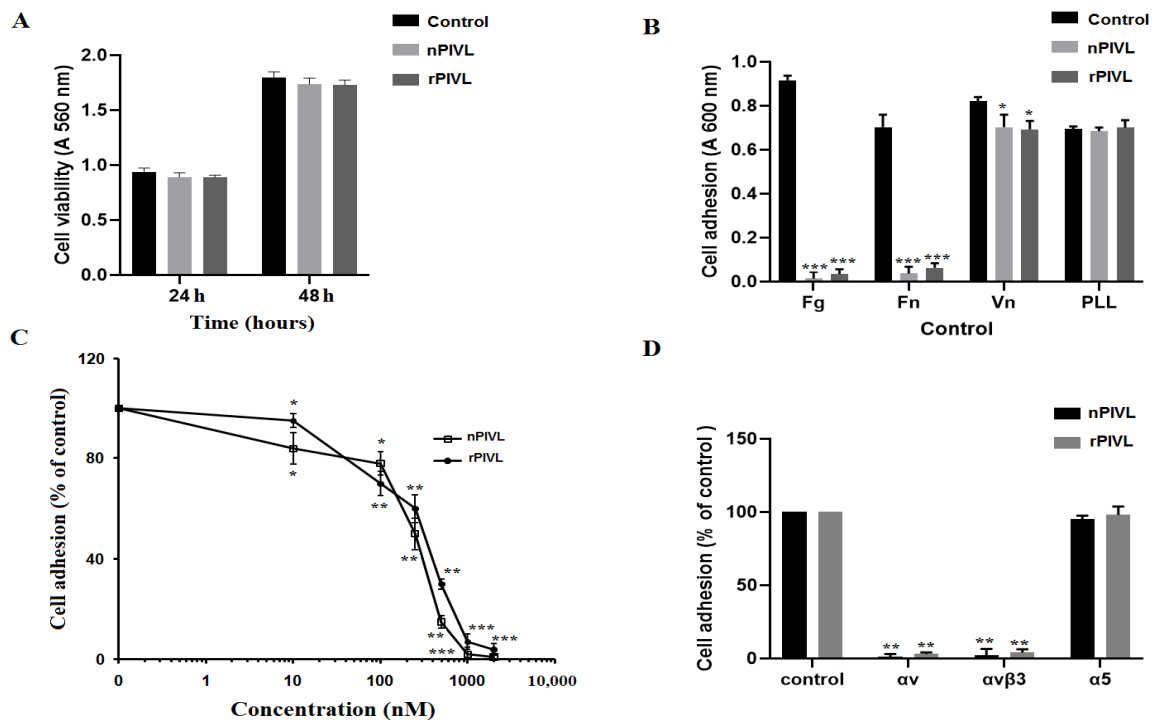 A
Control
nPIVL
rPIVL
Cell viability (A 560 nm)
2.0
1.5
1.0
0.5
0.0
24 h
48 h
Time (hours)
B
Control
nPIVL
rPIVL
Cell adhesion (A 600 nm)
1.0
0.8
0.6
0.4
0.2
0.0
*** ***
*** ***
* *
Fg
Fn
Vn
PLL
Control
C
Cell adhesion (% of control)
120
80
40
0
nPIVL
rPIVL
*
*
*
**
**
**
**
**
***
***
***
0
1
10
100
1000
10,000
Concentration (nM)
D
nPIVL
rPIVL
Cell adhesion (% of control )
150
100
50
0
** **
** **
control
αv
αvβ3
α5